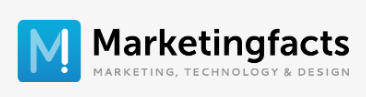 M! Marketingfacts
MARKETING, TECHNOLOGY & DESIGN